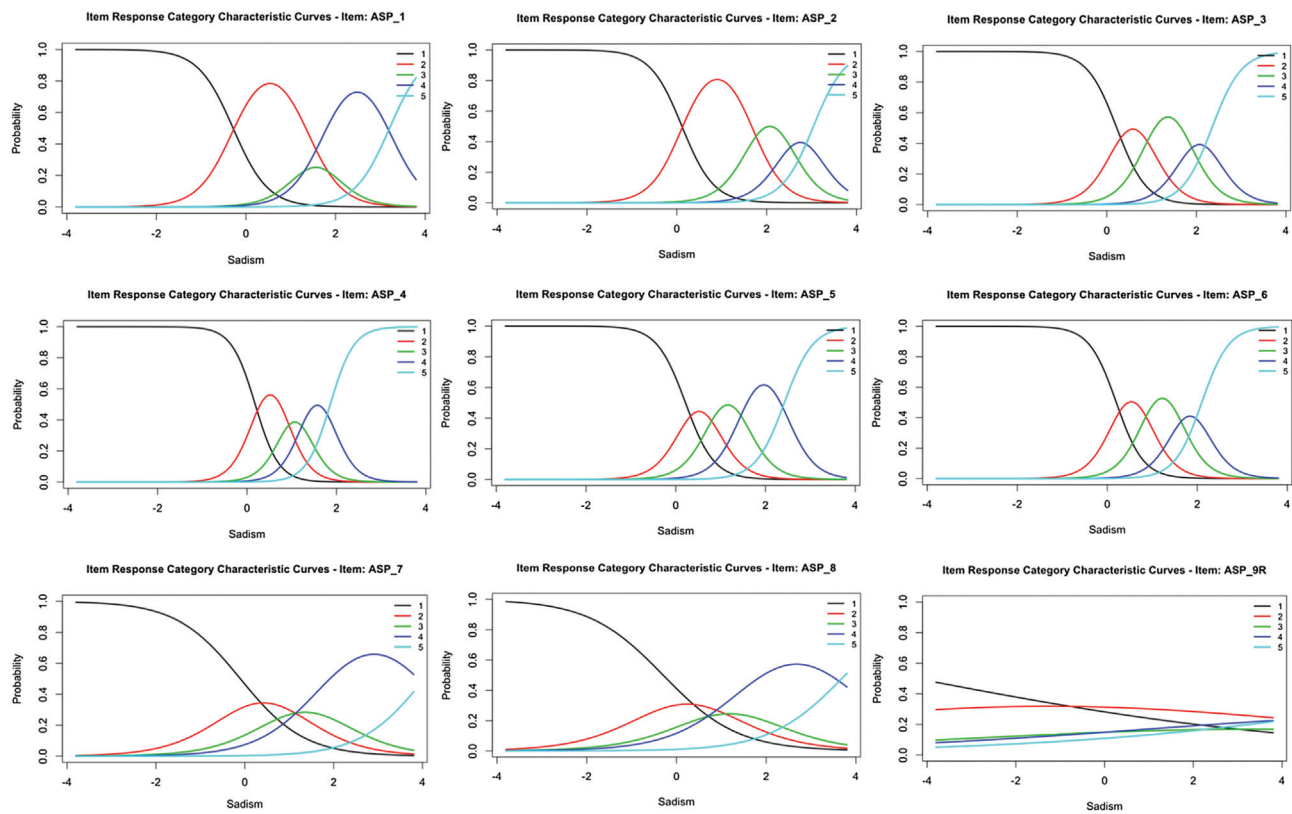 Item Response Category Characteristic Curves - Item: ASP_1
Probability
0.0 0.2 0.4 0.6 0.8 1.0
1
2
3
4
5
-4 -2 0 2 4
Sadism
Item Response Category Characteristic Curves - Item: ASP_2
Probability
0.0 0.2 0.4 0.6 0.8 1.0
1
2
3
4
5
-4 -2 0 2 4
Sadism
Item Response Category Characteristic Curves - Item: ASP_3
Probability
0.0 0.2 0.4 0.6 0.8 1.0
1
2
3
4
5
-4 -2 0 2 4
Sadism
Item Response Category Characteristic Curves - Item: ASP_4
Probability
0.0 0.2 0.4 0.6 0.8 1.0
1
2
3
4
5
-4 -2 0 2 4
Sadism
Item Response Category Characteristic Curves - Item: ASP_5
Probability
0.0 0.2 0.4 0.6 0.8 1.0
1
2
3
4
5
-4 -2 0 2 4
Sadism
Item Response Category Characteristic Curves - Item: ASP_6
Probability
0.0 0.2 0.4 0.6 0.8 1.0
1
2
3
4
5
-4 -2 0 2 4
Sadism
Item Response Category Characteristic Curves - Item: ASP_7
Probability
0.0 0.2 0.4 0.6 0.8 1.0
1
2
3
4
5
-4 -2 0 2 4
Sadism
Item Response Category Characteristic Curves - Item: ASP_8
Probability
0.0 0.2 0.4 0.6 0.8 1.0
1
2
3
4
5
-4 -2 0 2 4
Sadism
Item Response Category Characteristic Curves - Item: ASP_9R
Probability
0.0 0.2 0.4 0.6 0.8 1.0
1
2
3
4
5
-4 -2 0 2 4
Sadism